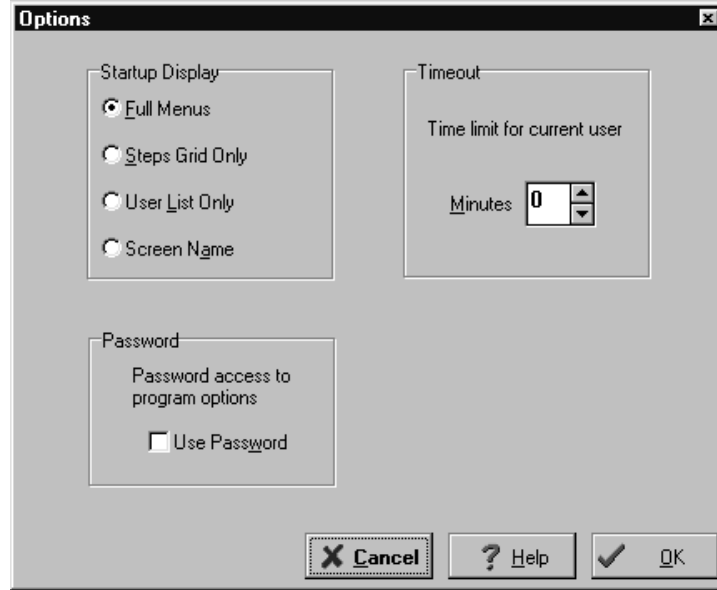 Options
Startup Display
Full Menus
Steps Grid Only
User List Only
Screen Name
Timeout
Time limit for current user
Minutes 0
Password
Password access to
program options
Use Password
Cancel
Help
OK